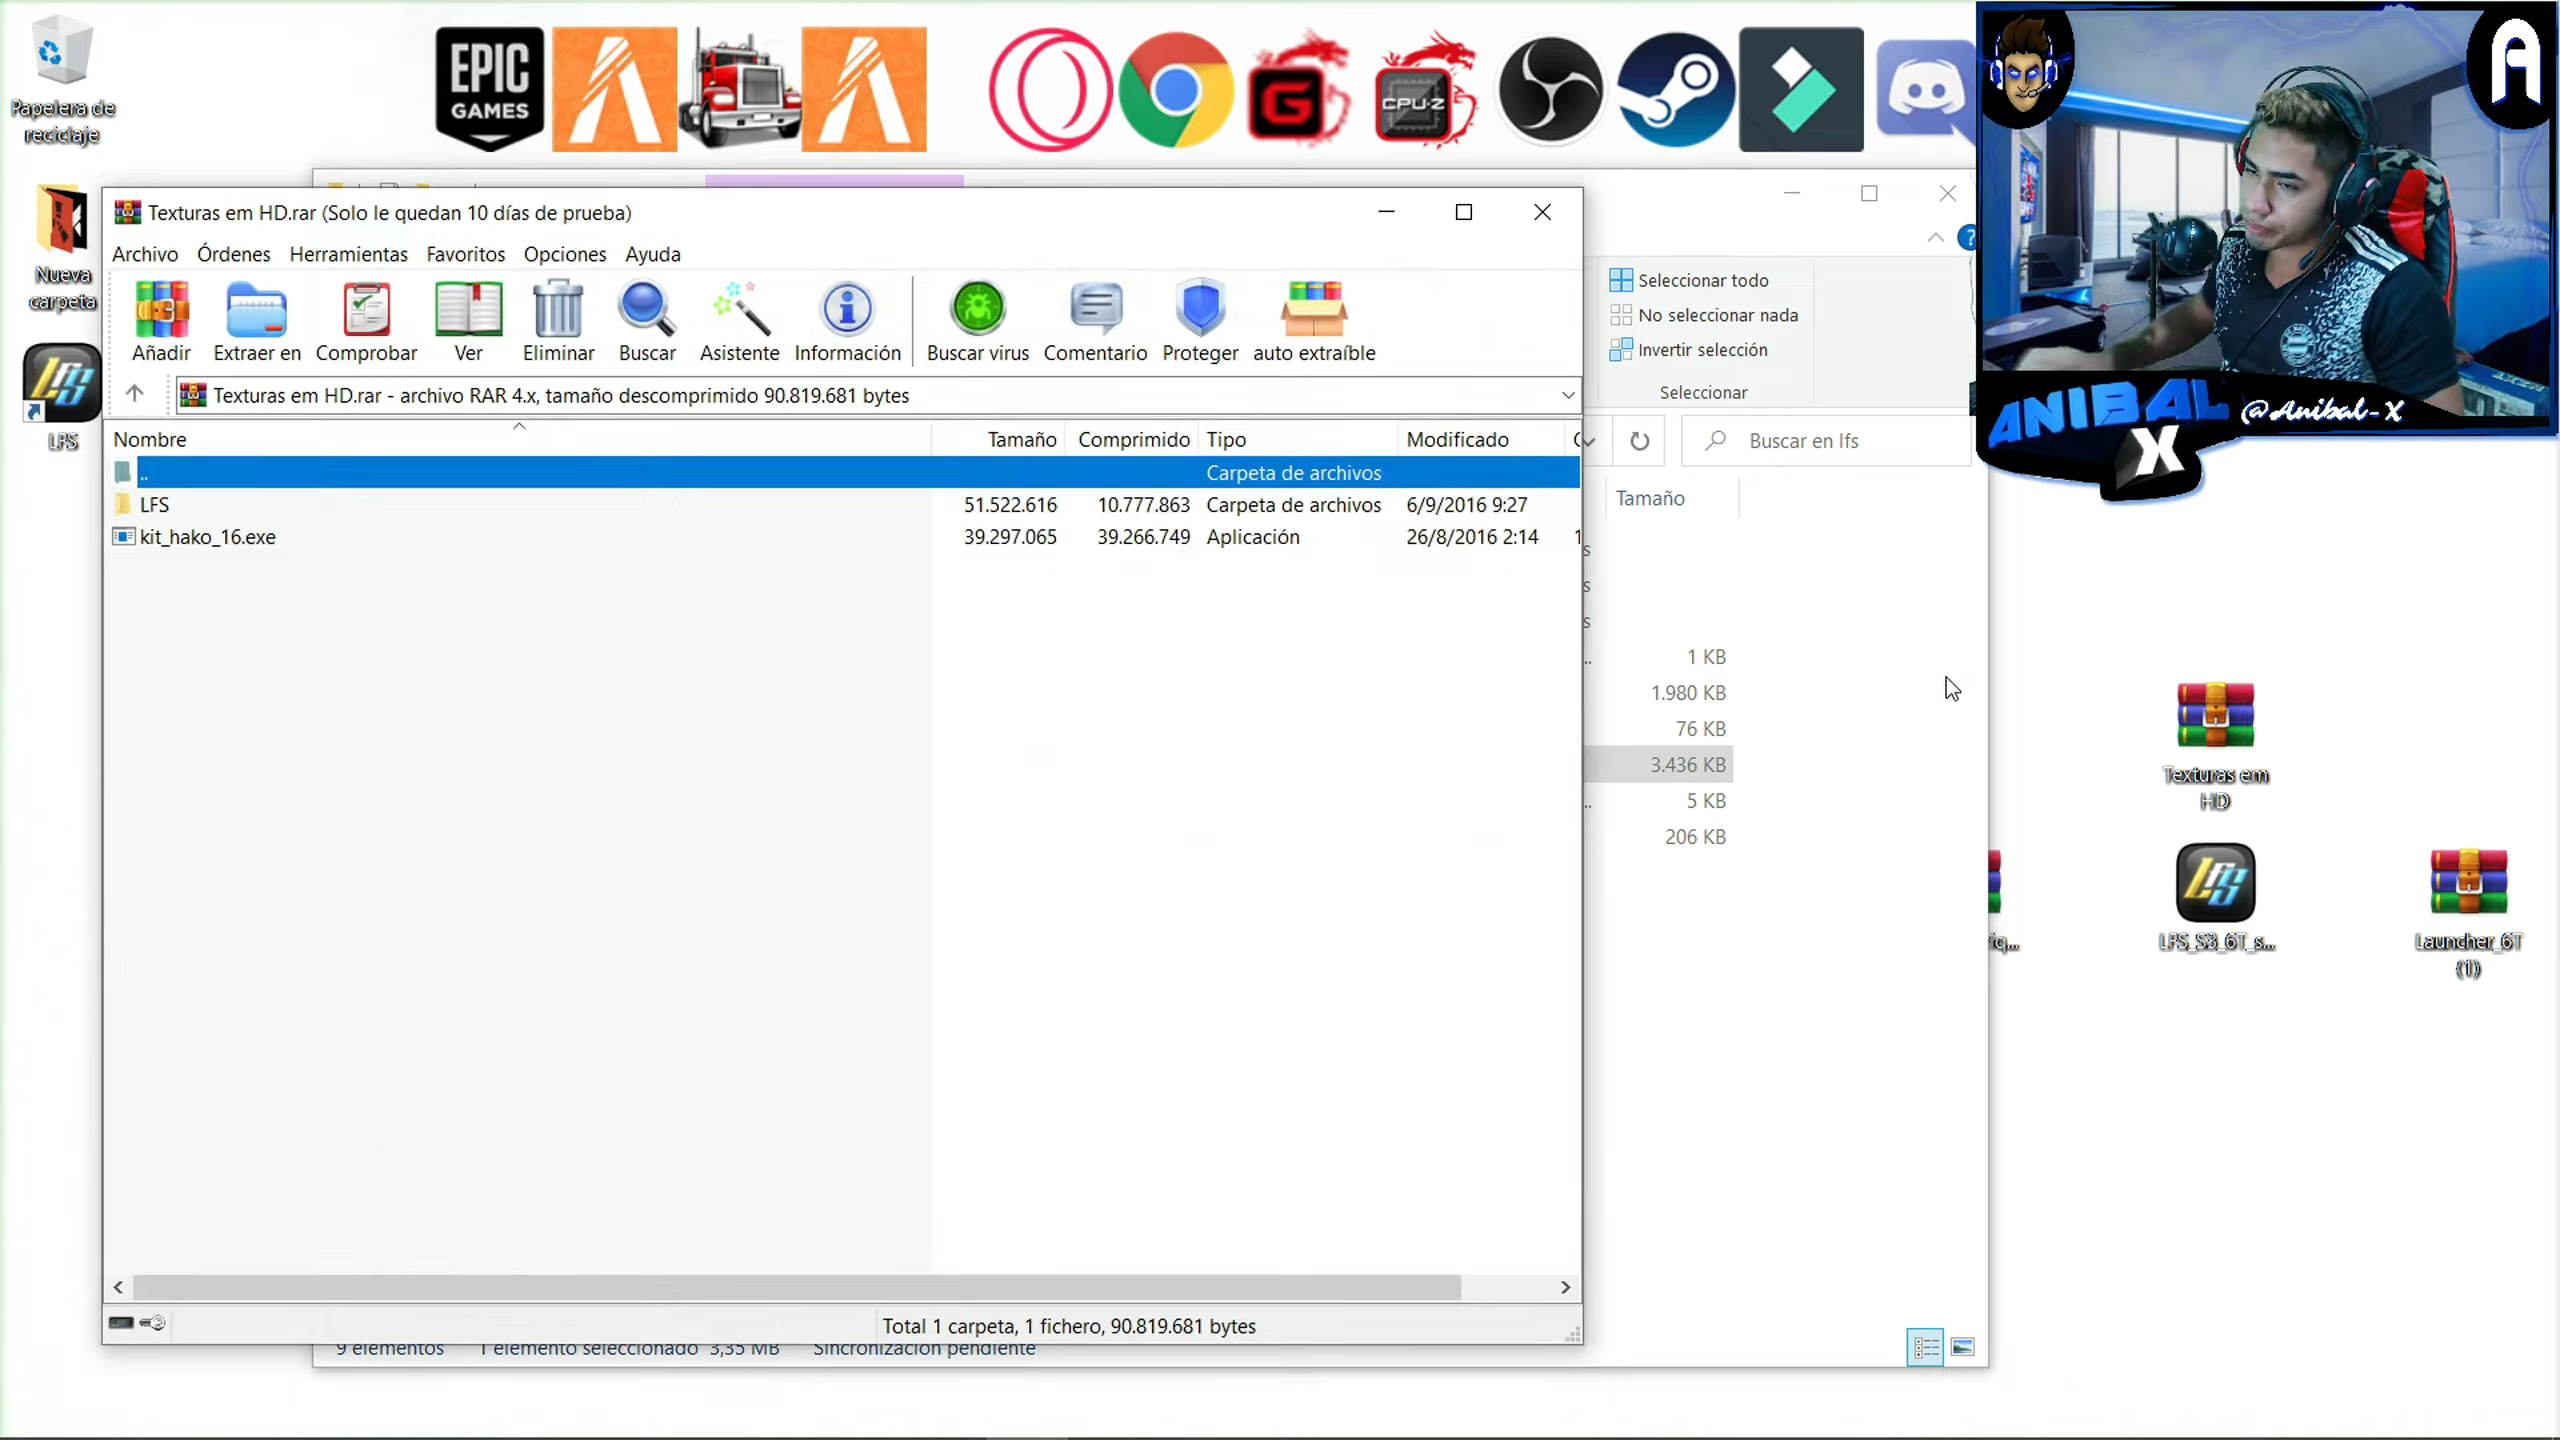 Papelera de
reciclaje
EPIC
GAMES
G
CPU-Z
A
Nueva
carpeta
LFS
LFS
Texturas em HD.rar (Solo le quedan 10 días de prueba)
Archivo Órdenes Herramientas Favoritos Opciones Ayuda
Añadir Extraer en Comprobar Ver Eliminar Buscar Asistente Información Buscar virus Comentario Proteger auto extraíble
Texturas em HD.rar - archivo RAR 4.x, tamaño descomprimido 90.819.681 bytes
Nombre Tamaño Comprimido Tipo Modificado
.. Carpeta de archivos
LFS 51.522.616 10.777.863 Carpeta de archivos 6/9/2016 9:27
kit_hako_16.exe 39.297.065 39.266.749 Aplicación 26/8/2016 2:14 1
Total 1 carpeta, 1 fichero, 90.819.681 bytes
9 elementos 1 elemento seleccionado 3,35 MB Sincronización pendiente
Seleccionar todo
No seleccionar nada
Invertir selección
Seleccionar
Buscar en lfs
Tamaño
s
s
s
.. 1 KB
1.980 KB
76 KB
3.436 KB
.. 5 KB
206 KB
ANIBAL
X
@Anibal-X
Texturas em
HD
riq...
LFS
LFS_S3_6T_s...
Launcher_6T
(1)